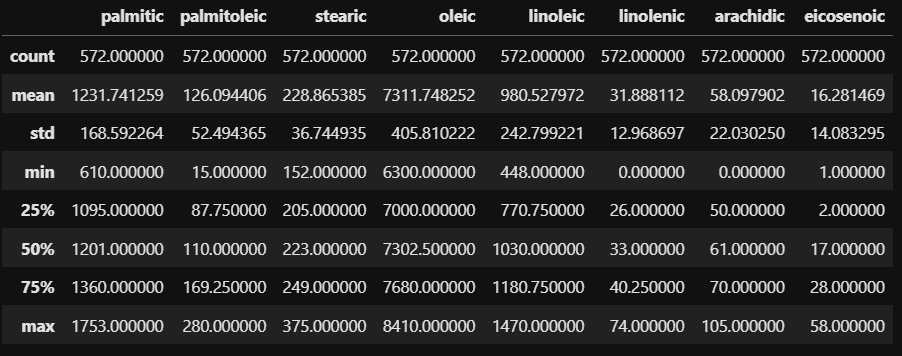 palmitic palmitoleic stearic oleic linoleic linolenic arachidic eicosenoic
count 572.000000 572.000000 572.000000 572.000000 572.000000 572.000000 572.000000 572.000000
mean 1231.741259 126.094406 228.865385 7311.748252 980.527972 31.888112 58.097902 16.281469
std 168.592264 52.494365 36.744935 405.810222 242.799221 12.968697 22.030250 14.083295
min 610.000000 15.000000 152.000000 6300.000000 448.000000 0.000000 0.000000 1.000000
25% 1095.000000 87.750000 205.000000 7000.000000 770.750000 26.000000 50.000000 2.000000
50% 1201.000000 110.000000 223.000000 7302.500000 1030.000000 33.000000 61.000000 17.000000
75% 1360.000000 169.250000 249.000000 7680.000000 1180.750000 40.250000 70.000000 28.000000
max 1753.000000 280.000000 375.000000 8410.000000 1470.000000 74.000000 105.000000 58.000000